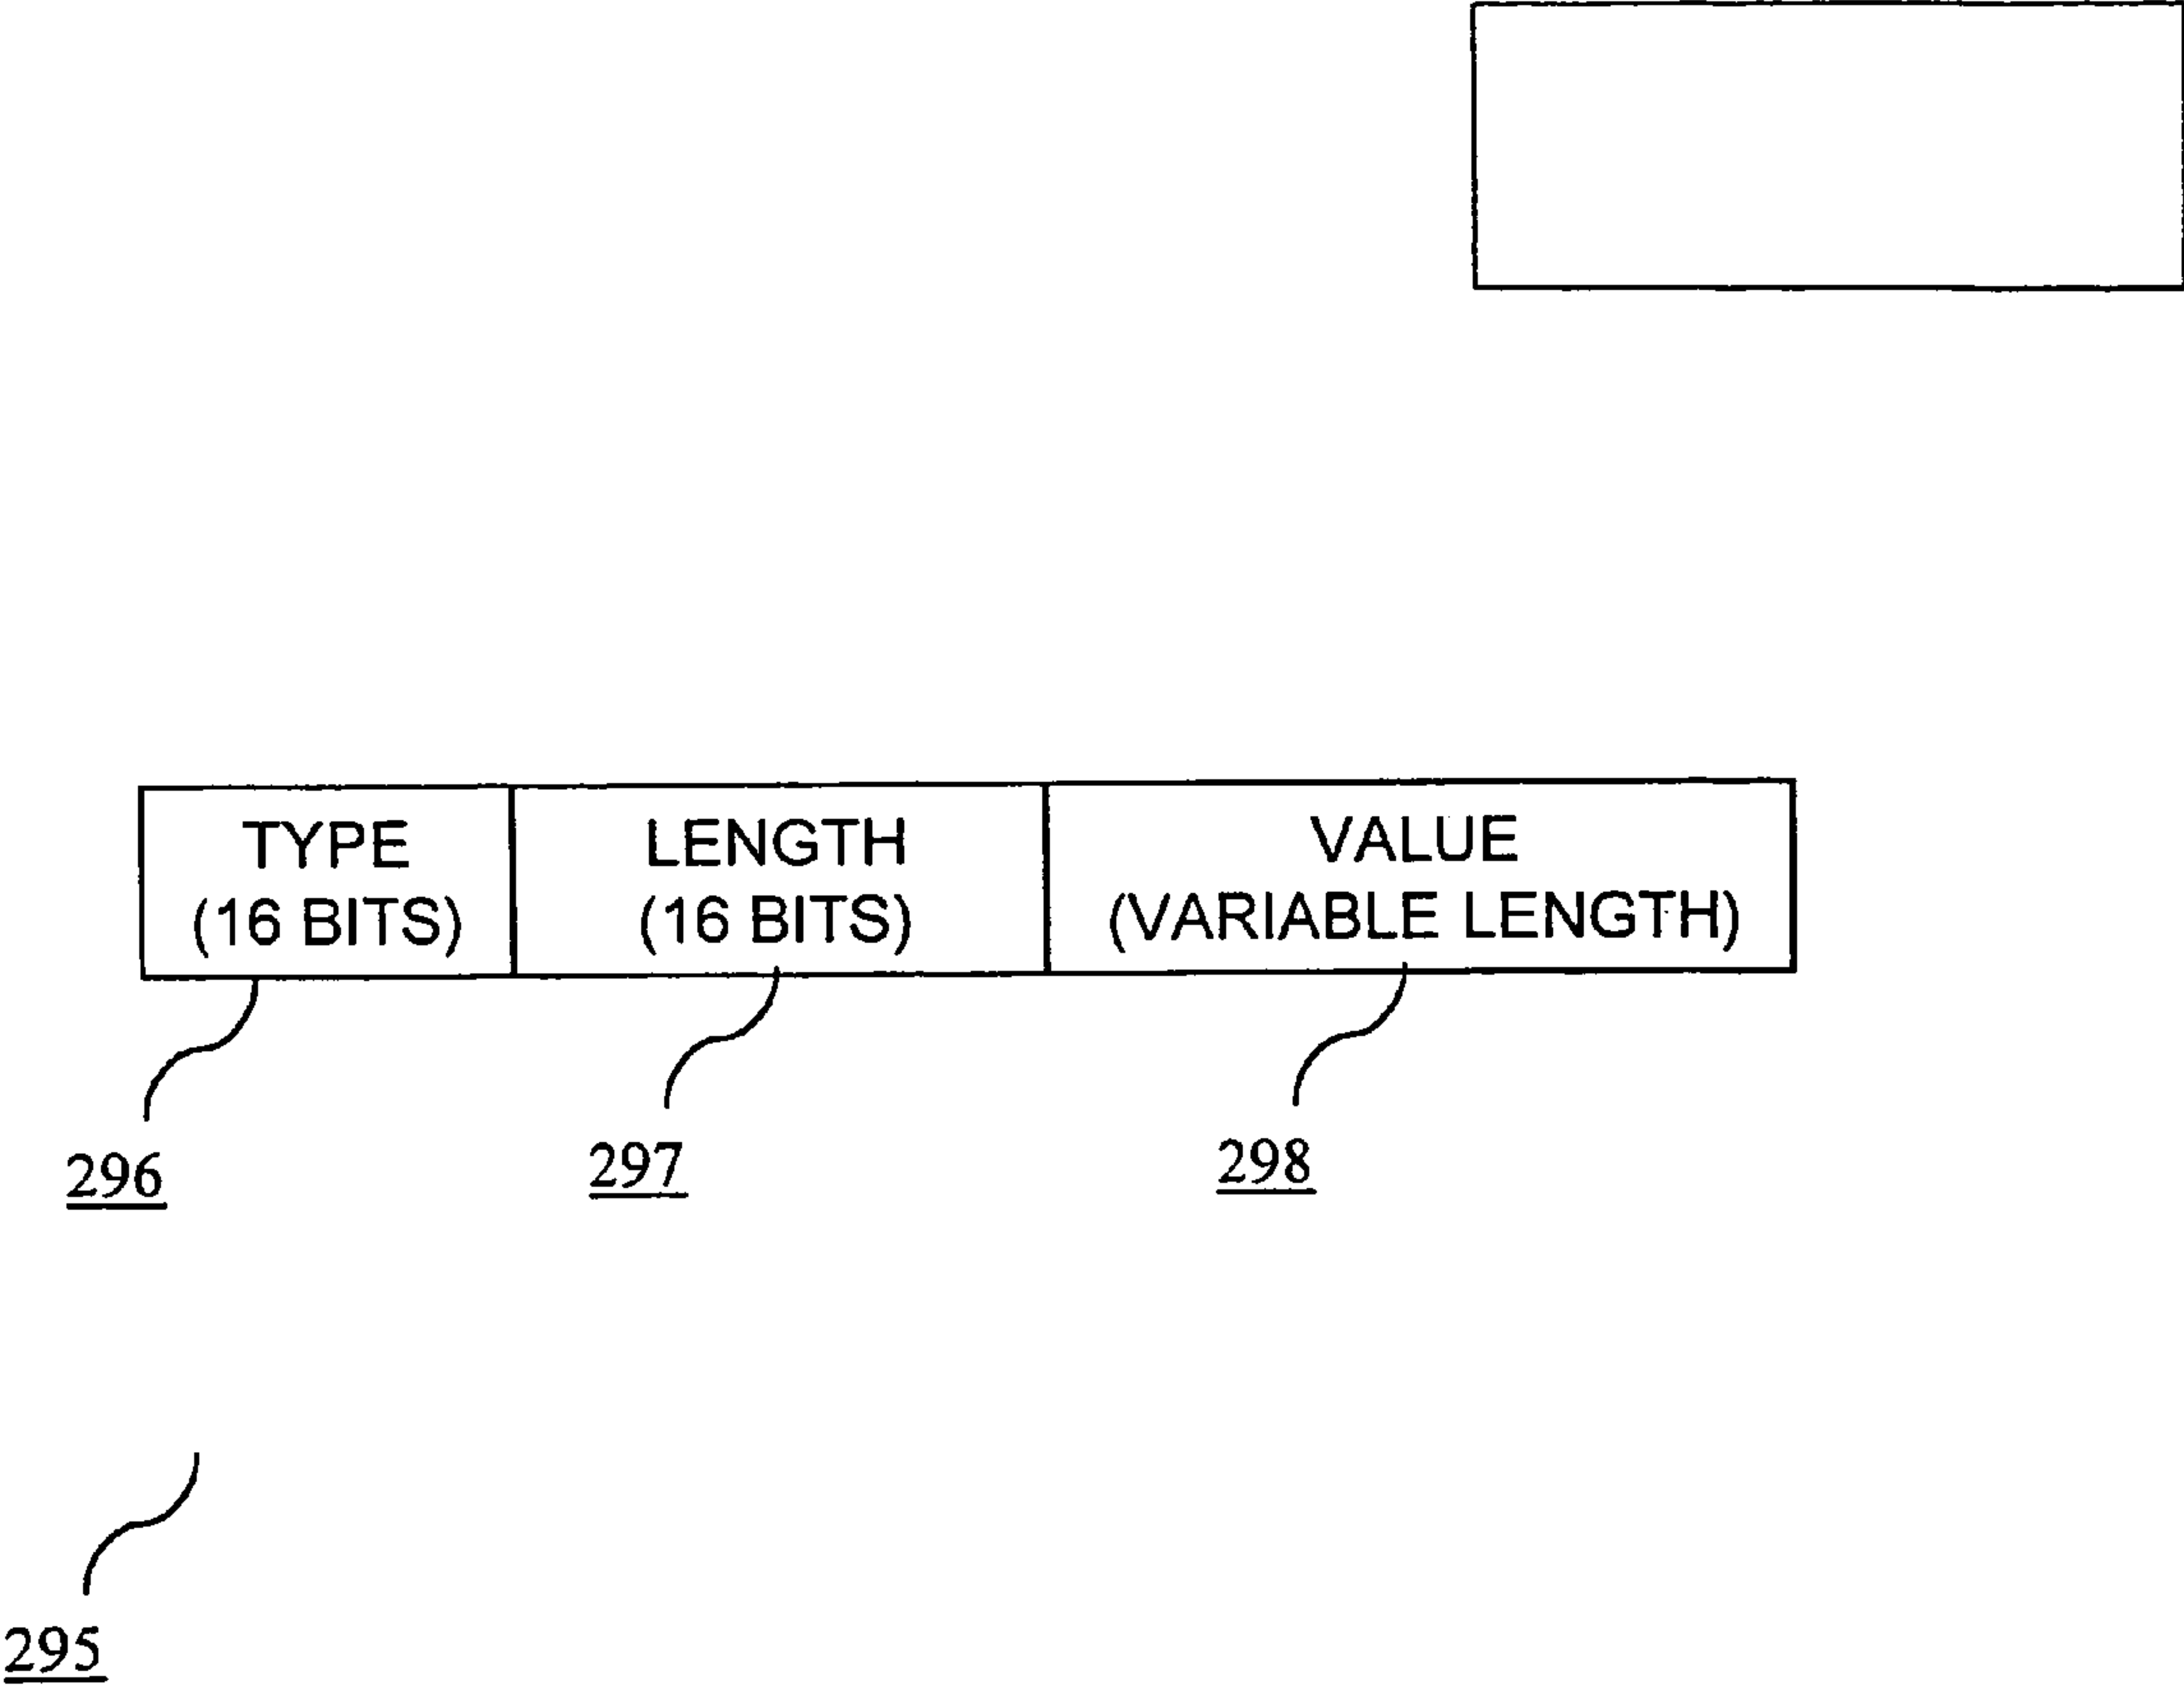 TYPE
(16 BITS)
LENGTH
(16 BITS)
VALUE
(VARIABLE LENGTH)
296
297
298
295